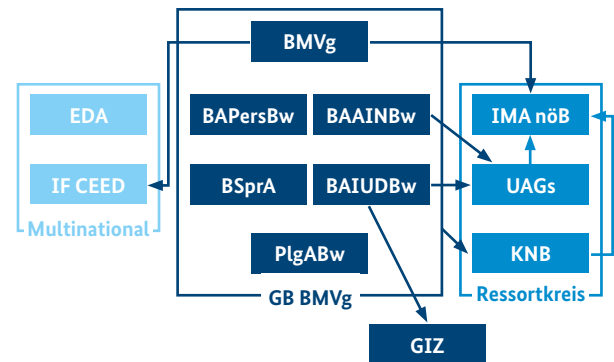 BMVg
EDA
BAPersBw
BAAINBw
IMA nöB
IF CEED
BSprA
BAIUDBw
UAGs
Multinational
PlgABw
KNB
GB BMVg
Ressortkreis
GIZ